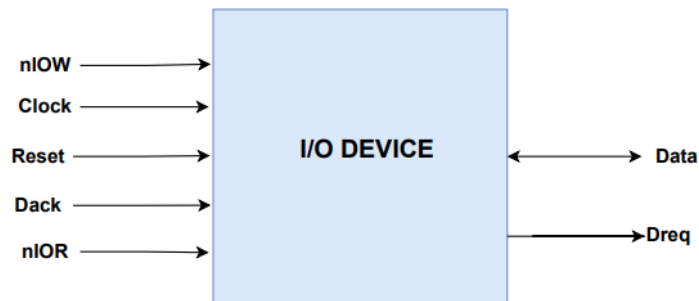 nIOW
Clock
Reset
Dack
nIOR
I/O DEVICE
Data
Dreq